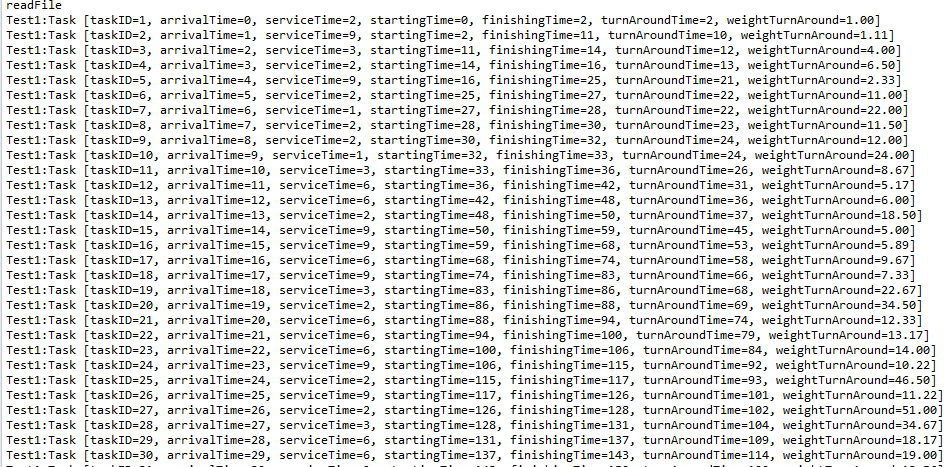 readFile
Test1:Task [taskID=1, arrivalTime=0, serviceTime=2, startingTime=0, finishingTime=2, turnAroundTime=2, weightTurnAround=1.00]
Test1:Task [taskID=2, arrivalTime=1, serviceTime=9, startingTime=2, finishingTime=11, turnAroundTime=10, weightTurnAround=1.11]
Test1:Task [taskID=3, arrivalTime=2, serviceTime=3, startingTime=11, finishingTime=14, turnAroundTime=12, weightTurnAround=4.00]
Test1:Task [taskID=4, arrivalTime=3, serviceTime=2, startingTime=14, finishingTime=16, turnAroundTime=13, weightTurnAround=6.50]
Test1:Task [taskID=5, arrivalTime=4, serviceTime=9, startingTime=16, finishingTime=25, turnAroundTime=21, weightTurnAround=2.33]
Test1:Task [taskID=6, arrivalTime=5, serviceTime=2, startingTime=25, finishingTime=27, turnAroundTime=22, weightTurnAround=11.00]
Test1:Task [taskID=7, arrivalTime=6, serviceTime=1, startingTime=27, finishingTime=28, turnAroundTime=22, weightTurnAround=22.00]
Test1:Task [taskID=8, arrivalTime=7, serviceTime=2, startingTime=28, finishingTime=30, turnAroundTime=23, weightTurnAround=11.50]
Test1:Task [taskID=9, arrivalTime=8, serviceTime=2, startingTime=30, finishingTime=32, turnAroundTime=24, weightTurnAround=12.00]
Test1:Task [taskID=10, arrivalTime=9, serviceTime=1, startingTime=32, finishingTime=33, turnAroundTime=24, weightTurnAround=24.00]
Test1:Task [taskID=11, arrivalTime=10, serviceTime=3, startingTime=33, finishingTime=36, turnAroundTime=26, weightTurnAround=8.67]
Test1:Task [taskID=12, arrivalTime=11, serviceTime=6, startingTime=36, finishingTime=42, turnAroundTime=31, weightTurnAround=5.17]
Test1:Task [taskID=13, arrivalTime=12, serviceTime=6, startingTime=42, finishingTime=48, turnAroundTime=36, weightTurnAround=6.00]
Test1:Task [taskID=14, arrivalTime=13, serviceTime=2, startingTime=48, finishingTime=50, turnAroundTime=37, weightTurnAround=18.50]
Test1:Task [taskID=15, arrivalTime=14, serviceTime=9, startingTime=50, finishingTime=59, turnAroundTime=45, weightTurnAround=5.00]
Test1:Task [taskID=16, arrivalTime=15, serviceTime=9, startingTime=59, finishingTime=68, turnAroundTime=53, weightTurnAround=5.89]
Test1:Task [taskID=17, arrivalTime=16, serviceTime=6, startingTime=68, finishingTime=74, turnAroundTime=58, weightTurnAround=9.67]
Test1:Task [taskID=18, arrivalTime=17, serviceTime=9, startingTime=74, finishingTime=83, turnAroundTime=66, weightTurnAround=7.33]
Test1:Task [taskID=19, arrivalTime=18, serviceTime=3, startingTime=83, finishingTime=86, turnAroundTime=68, weightTurnAround=22.67]
Test1:Task [taskID=20, arrivalTime=19, serviceTime=2, startingTime=86, finishingTime=88, turnAroundTime=69, weightTurnAround=34.50]
Test1:Task [taskID=21, arrivalTime=20, serviceTime=6, startingTime=88, finishingTime=94, turnAroundTime=74, weightTurnAround=12.33]
Test1:Task [taskID=22, arrivalTime=21, serviceTime=6, startingTime=94, finishingTime=100, turnAroundTime=79, weightTurnAround=13.17]
Test1:Task [taskID=23, arrivalTime=22, serviceTime=6, startingTime=100, finishingTime=106, turnAroundTime=84, weightTurnAround=14.00]
Test1:Task [taskID=24, arrivalTime=23, serviceTime=9, startingTime=106, finishingTime=115, turnAroundTime=92, weightTurnAround=10.22]
Test1:Task [taskID=25, arrivalTime=24, serviceTime=2, startingTime=115, finishingTime=117, turnAroundTime=93, weightTurnAround=46.50]
Test1:Task [taskID=26, arrivalTime=25, serviceTime=9, startingTime=117, finishingTime=126, turnAroundTime=101, weightTurnAround=11.22]
Test1:Task [taskID=27, arrivalTime=26, serviceTime=2, startingTime=126, finishingTime=128, turnAroundTime=102, weightTurnAround=51.00]
Test1:Task [taskID=28, arrivalTime=27, serviceTime=3, startingTime=128, finishingTime=131, turnAroundTime=104, weightTurnAround=34.67]
Test1:Task [taskID=29, arrivalTime=28, serviceTime=6, startingTime=131, finishingTime=137, turnAroundTime=109, weightTurnAround=18.17]
Test1:Task [taskID=30, arrivalTime=29, serviceTime=6, startingTime=137, finishingTime=143, turnAroundTime=114, weightTurnAround=19.00]